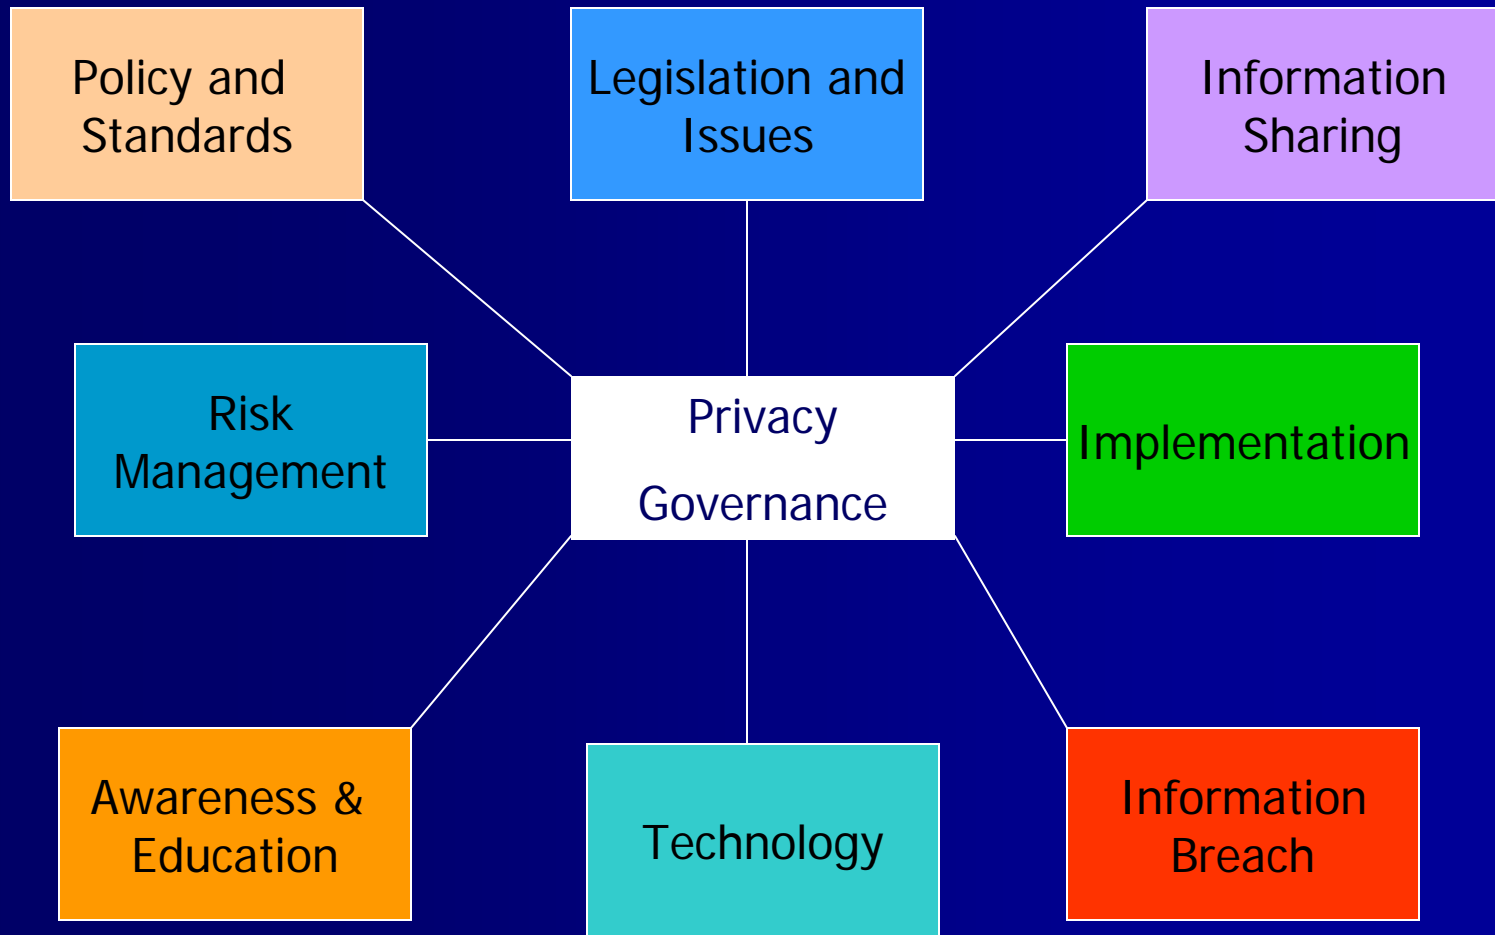 Policy and
Standards
Legislation and
Issues
Information
Sharing
Risk
Management
Privacy
Governance
Implementation
Awareness &
Education
Technology
Information
Breach